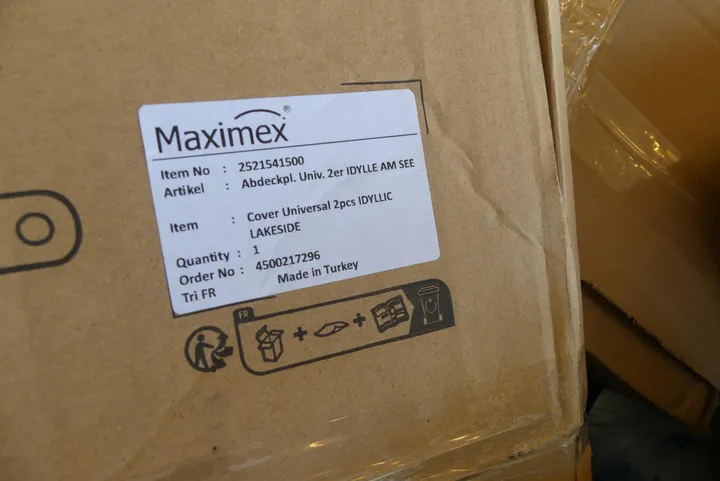 Maximex®
Item No : 2521541500
Artikel : Abdeckpl. Univ. 2er IDYLLE AM SEE
Item : Cover Universal 2pcs IDYLLIC
LAKESIDE
Quantity : 1
Order No : 4500217296
Made in Turkey
Tri FR
FR